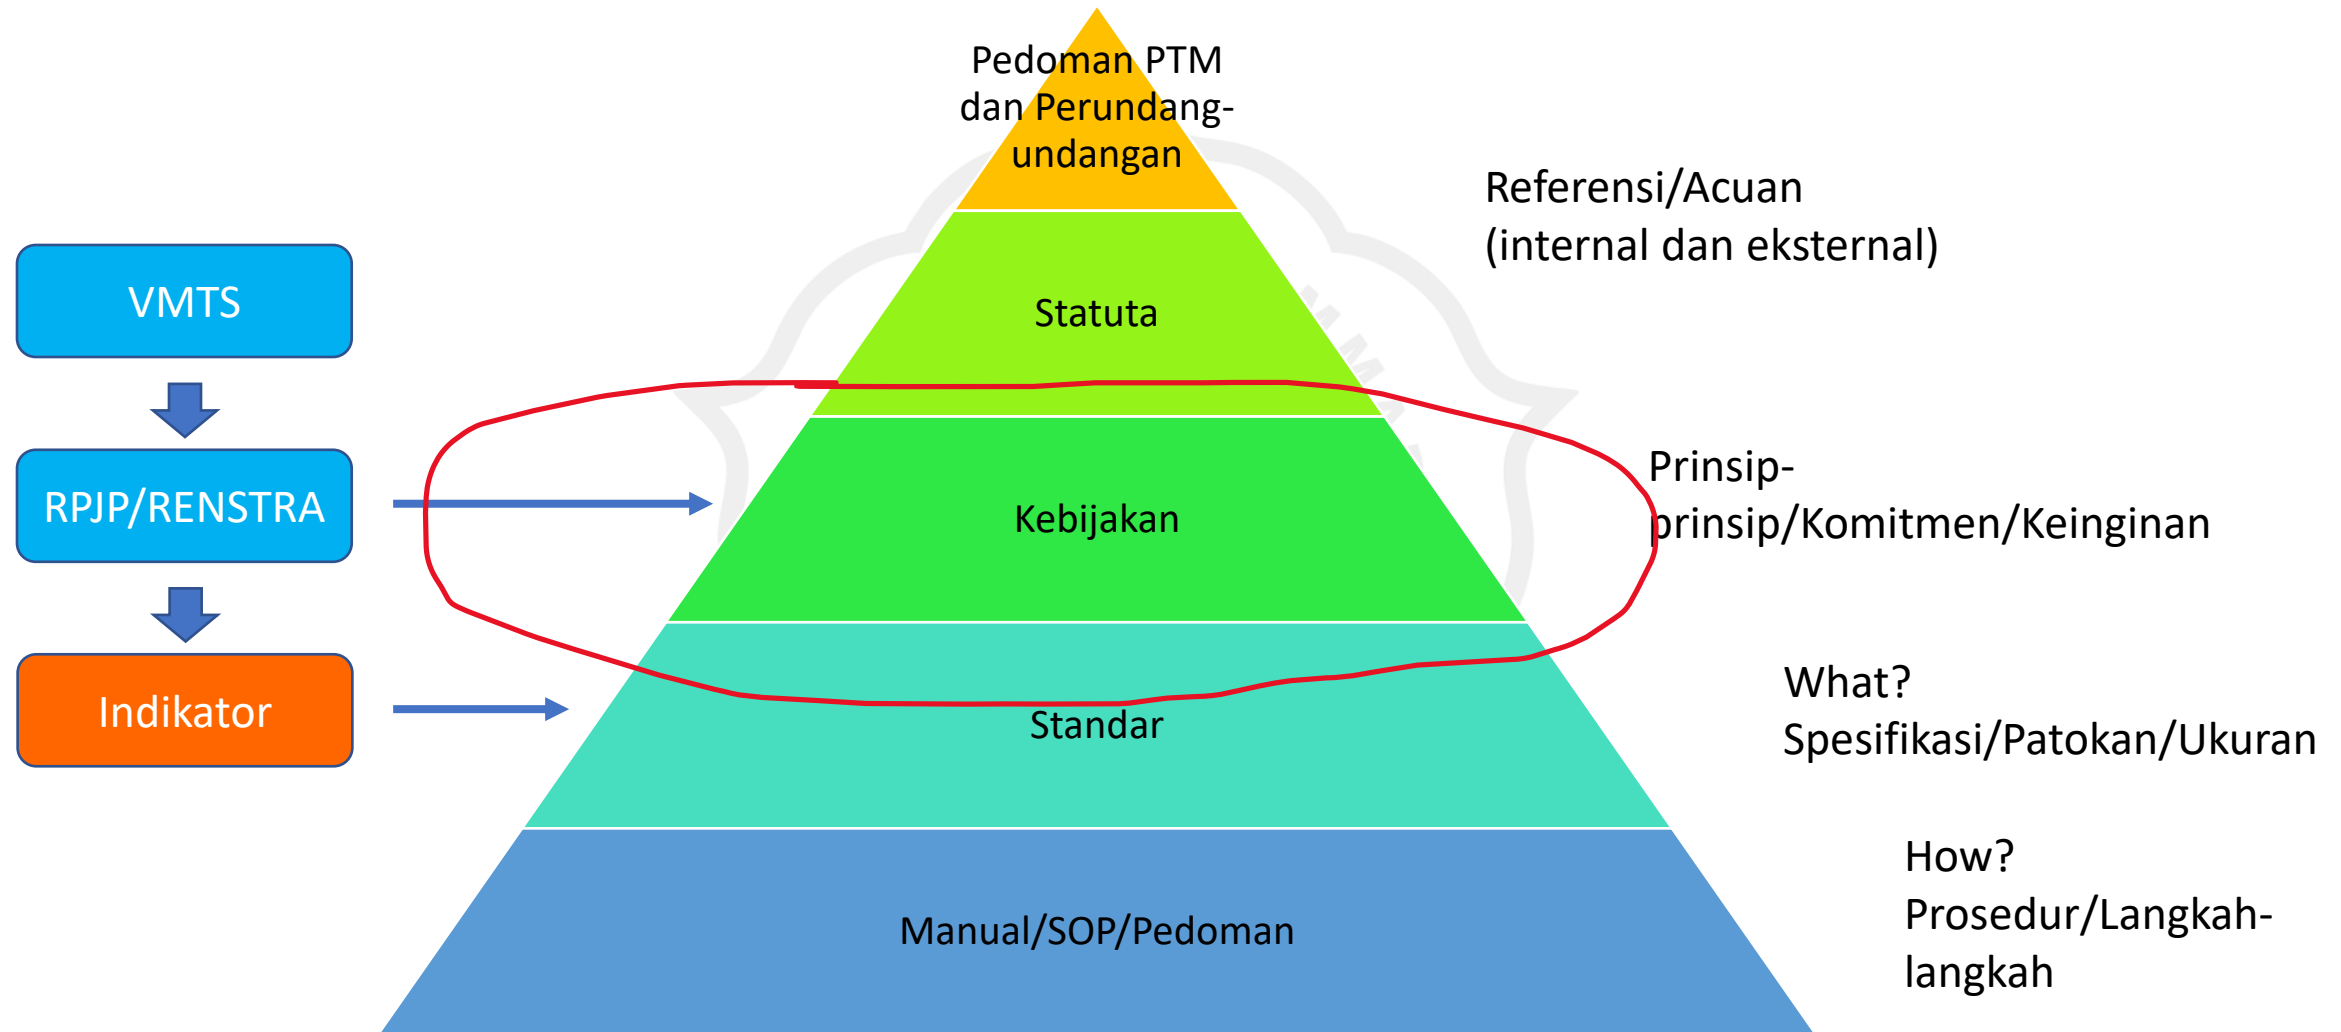 Pedoman PTM
dan Perundang-
undangan
Referensi/Acuan
(internal dan eksternal)
VMTS
Statuta
RPJP/RENSTRA
Kebijakan
Prinsip-
prinsip/Komitmen/Keinginan
Indikator
Standar
What?
Spesifikasi/Patokan/Ukuran
Manual/SOP/Pedoman
How?
Prosedur/Langkah-
langkah